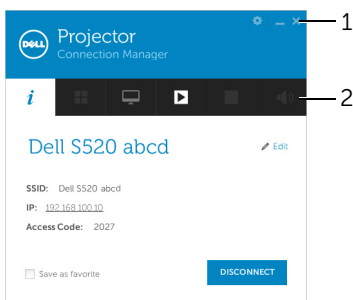 DELL
Projector
Connection Manager
1
i
2
Dell S520 abcd
Edit
SSID: Dell S520 abcd
IP: 192.168.100.10
Access Code: 2027
Save as favorite
DISCONNECT